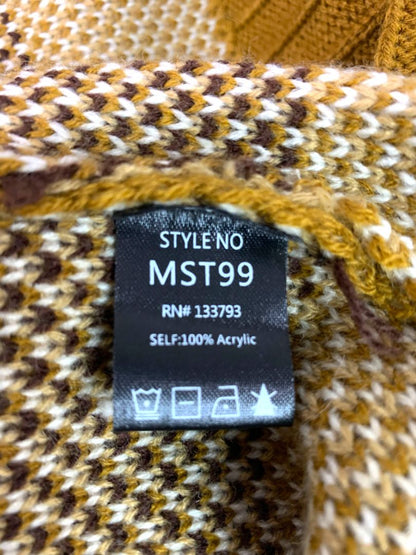 STYLE NO
MST99
RN# 133793
SELF:100% Acrylic